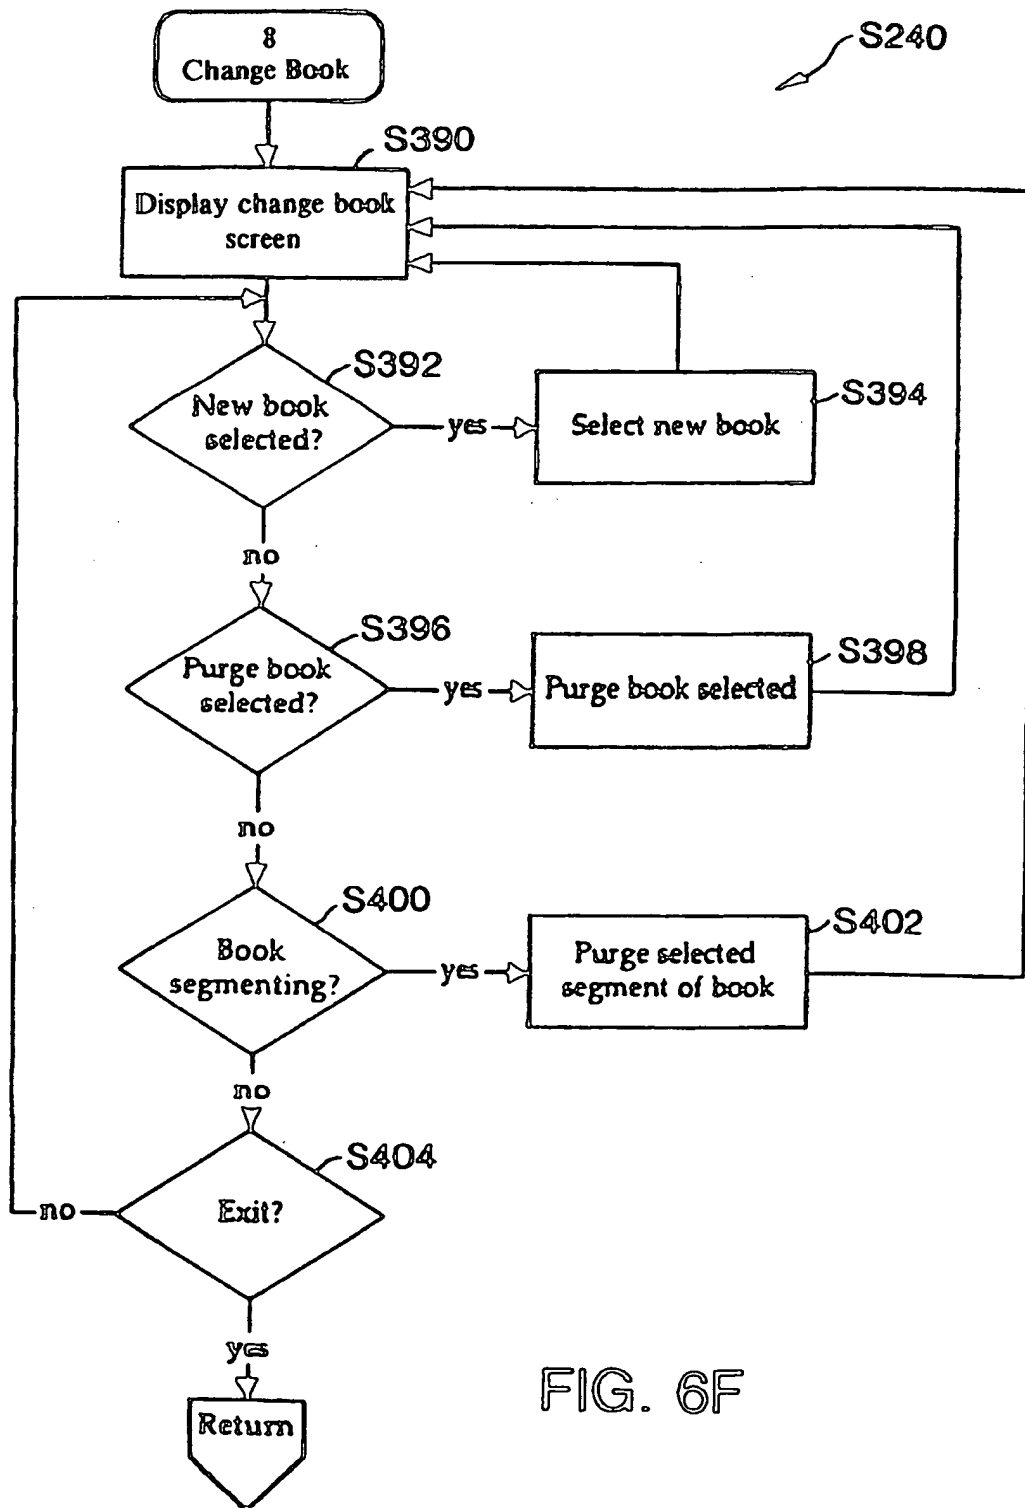 8
Change Book
S240
S390
Display change book
screen
S392
New book
selected?
yes
S394
Select new book
no
S396
Purge book
selected?
yes
S398
Purge book selected
no
S400
Book
segmenting?
yes
S402
Purge selected
segment of book
no
S404
Exit?
no
yes
Return
FIG. 6F